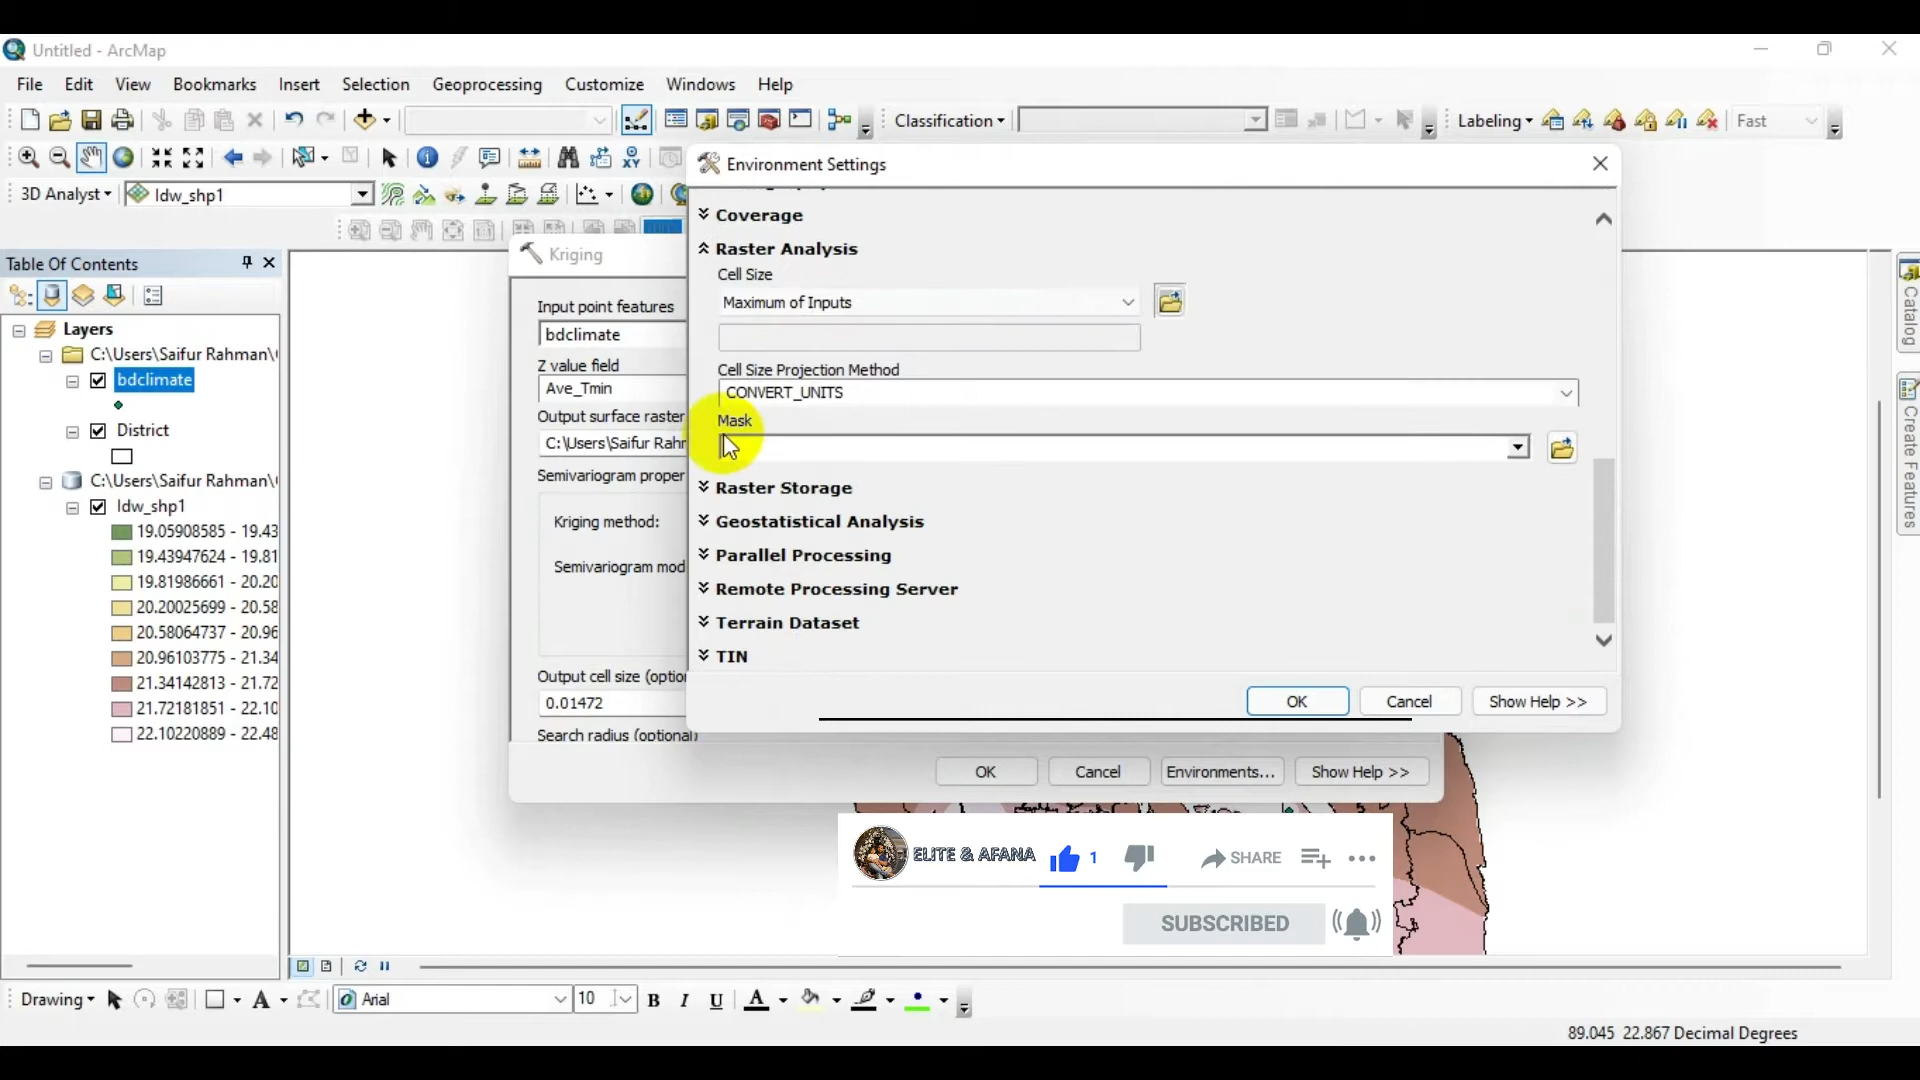 Untitled - ArcMap
File Edit View Bookmarks Insert Selection Geoprocessing Customize Windows Help
Classification
Labeling
Fast
XY
3D Analyst
Idw_shp1
Environment Settings
Table Of Contents
Layers
C:\Users\Saifur Rahman\
bdclimate
District
C:\Users\Saifur Rahman\
Idw_shp1
19.05908585 - 19.43
19.43947624 - 19.81
19.81986661 - 20.20
20.20025699 - 20.58
20.58064737 - 20.96
20.96103775 - 21.34
21.34142813 - 21.72
21.72181851 - 22.10
22.10220889 - 22.48
Kriging
Input point features
bdclimate
Z value field
Ave_Tmin
Output surface raster
C:\Users\Saifur Rahr
Semivariogram proper
Kriging method:
Semivariogram mod
Output cell size (option
0.01472
Search radius (optional)
OK Cancel Environments... Show Help >>
Coverage
Raster Analysis
Cell Size
Maximum of Inputs
Cell Size Projection Method
CONVERT_UNITS
Mask
Raster Storage
Geostatistical Analysis
Parallel Processing
Remote Processing Server
Terrain Dataset
TIN
OK Cancel Show Help >>
Catalog
Create Features
ELITE & AFANA
1
SHARE
SUBSCRIBED
Drawing
A
Arial
10
B I U A
89.045 22.867 Decimal Degrees